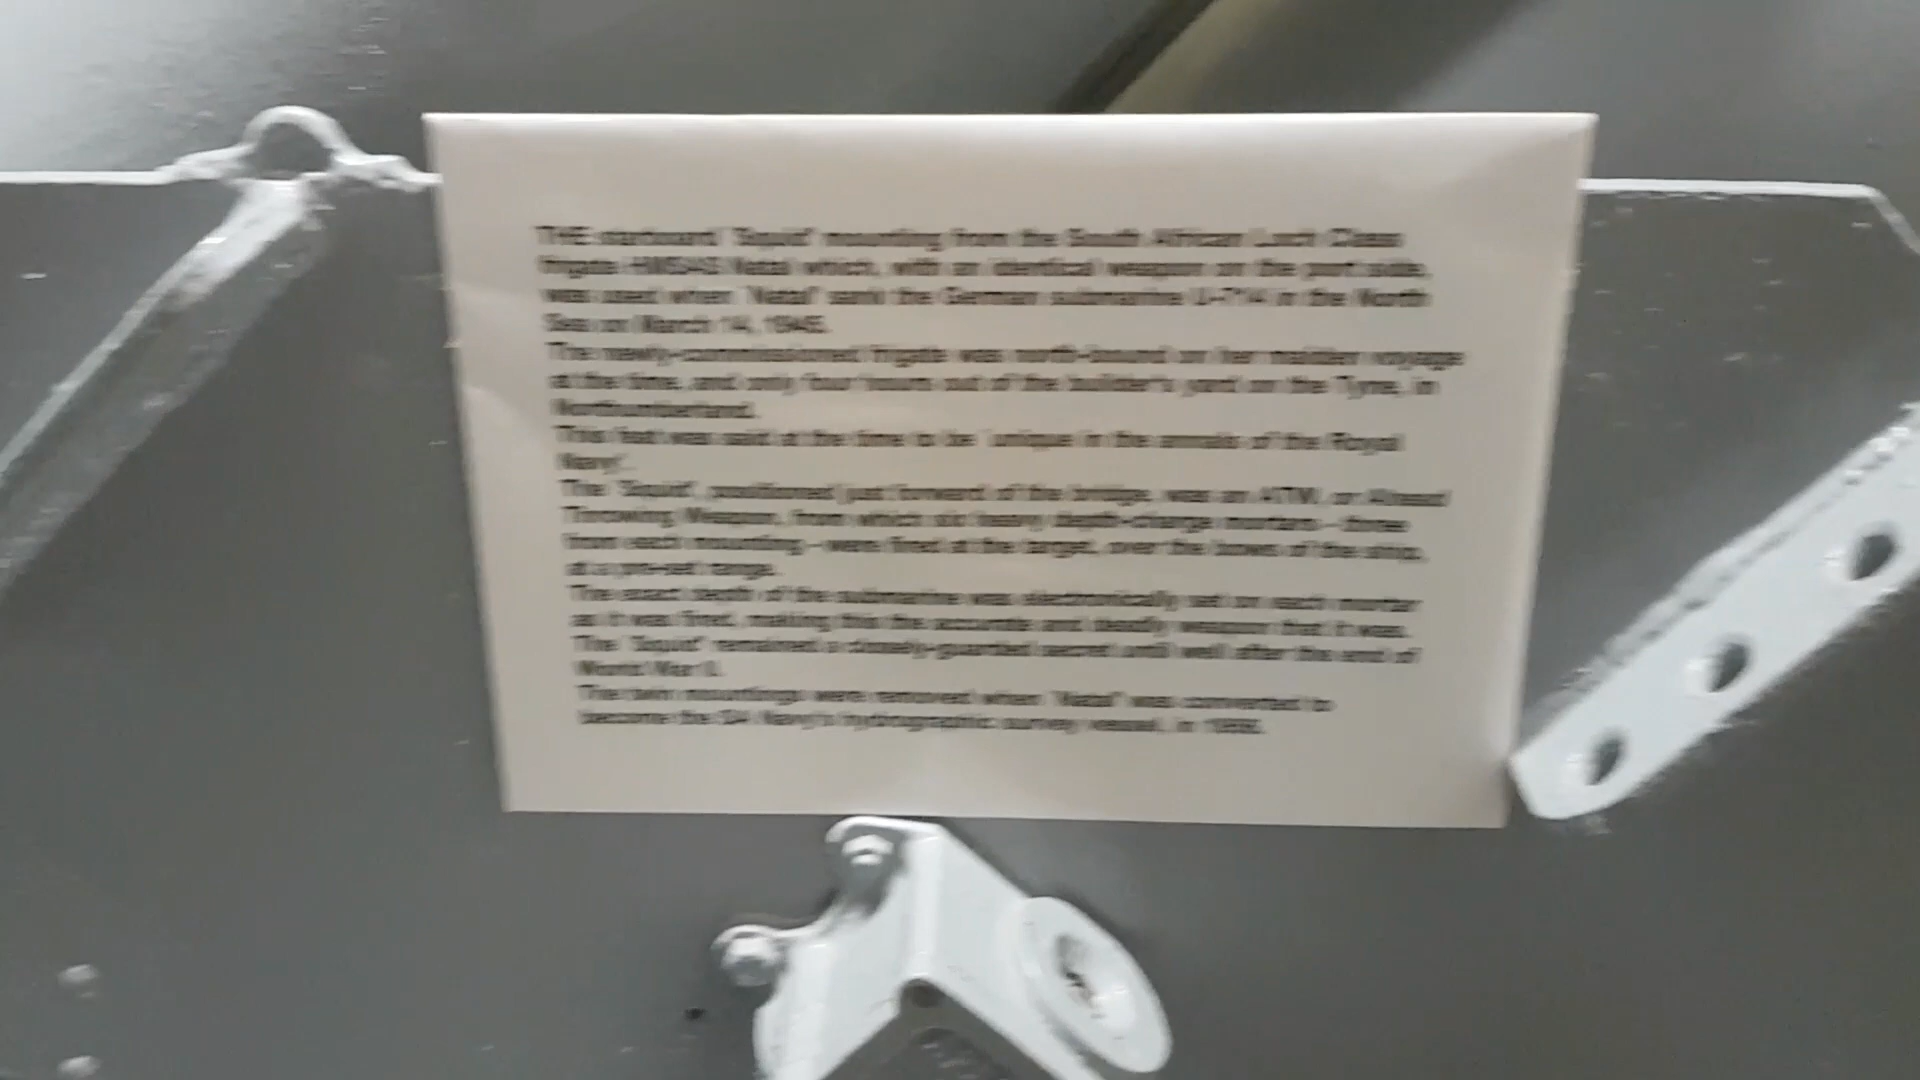 THE starboard 'Squid' mounting from the South African Loch Class
frigate HMSAS Natal which, with an identical weapon on the port side,
was used when 'Natal' sank the German submarine U-714 in the North
Sea on March 14, 1945.
The newly-commissioned frigate was north-bound on her maiden voyage
at the time, and only four hours out of the builder's yard on the Tyne, in
Northumberland.
This feat was said at the time to be 'unique in the annals of the Royal
Navy'.
The 'Squid', positioned just forward of the bridge, was an ATW, or Ahead
Throwing Weapon, from which six heavy depth-charge mortars - three
from each mounting - were fired at the target, over the bows of the ship,
at a pre-set range.
The exact depth of the submarine was electronically set on each mortar
as it was fired, making this the accurate and deadly weapon that it was.
The 'Squid' remained a closely-guarded secret until well after the end of
World War II.
The twin mountings were removed when 'Natal' was converted to
become the SA Navy's hydrographic survey vessel, in